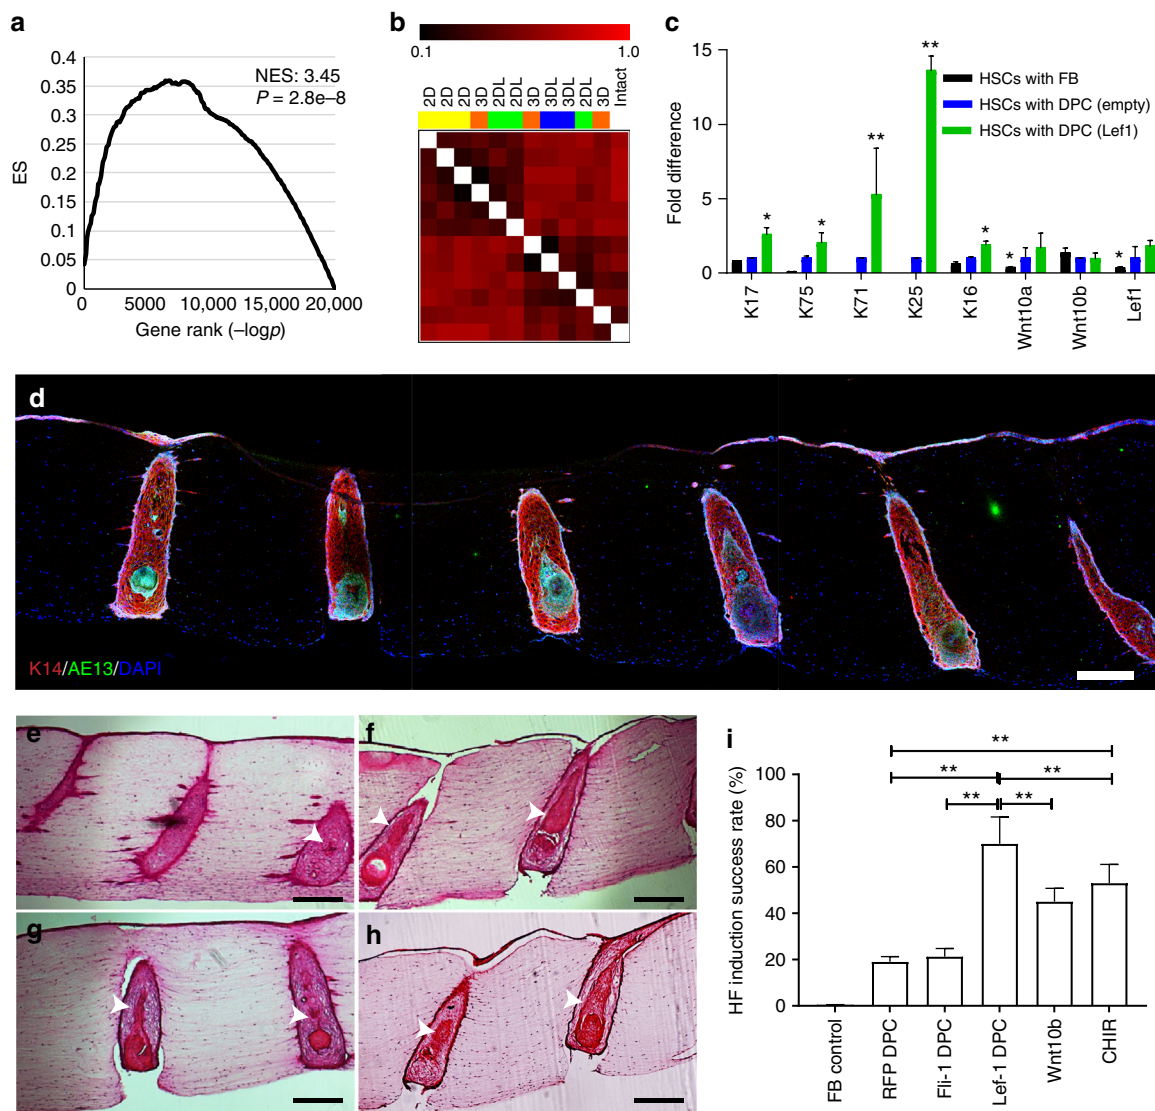 a
0.4
0.35
0.3
0.25
0.2
0.15
0.1
0.05
0
ES
NES: 3.45
P = 2.8e–8
0 5000 10,000 15,000 20,000
Gene rank (–logp)
b
0.1 1.0
2D 2D 2D 3D 2DL 2DL 3D 3DL 3DL 2DL 3D Intact
c
15
10
5
0
Fold difference
HSCs with FB
HSCs with DPC (empty)
HSCs with DPC (Lef1)
* * ** ** * * *
K17 K75 K71 K25 K16 Wnt10a Wnt10b Lef1
d
K14/AE13/DAPI
e
f
g
h
i
100
80
60
40
20
0
HF induction success rate (%)
**
** **
** **
FB control RFP DPC Fli-1 DPC Lef-1 DPC Wnt10b CHIR